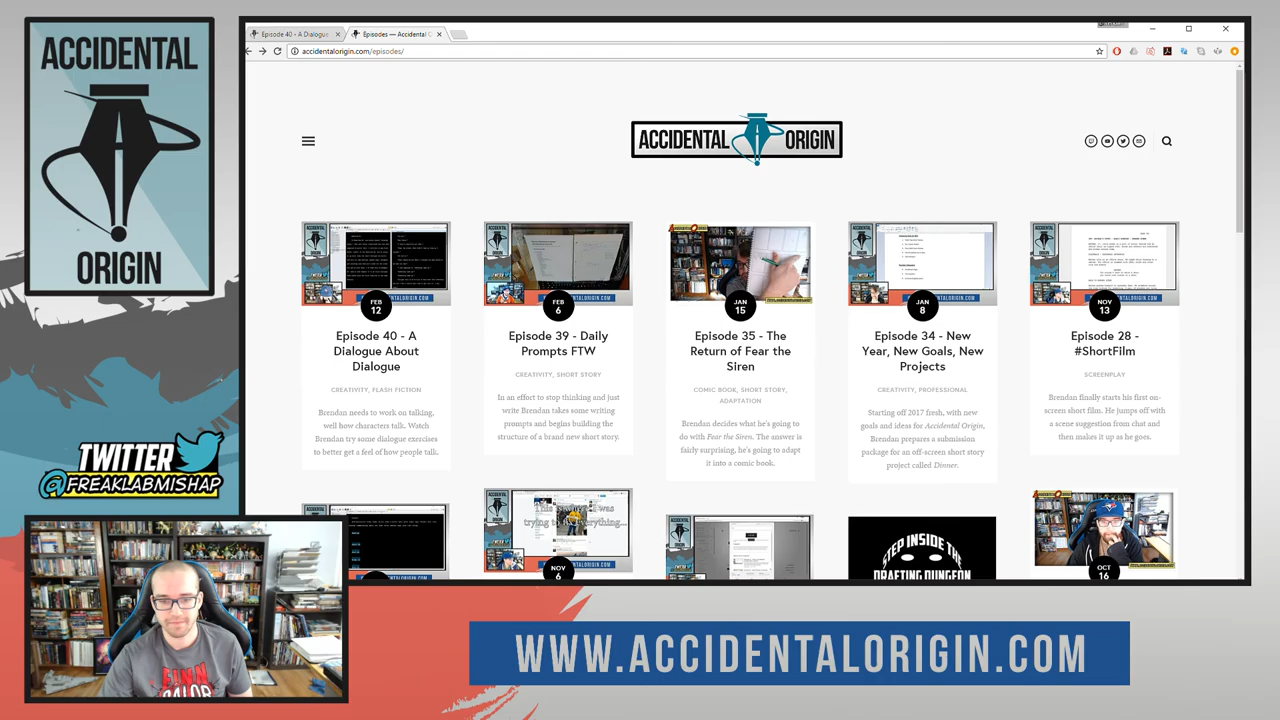 ACCIDENTAL
ORIGIN
Episode 40 - A Dialogue
Episodes — Accidental O
accidentalorigin.com/episodes/
ACCIDENTAL ORIGIN
FEB
12
Episode 40 - A
Dialogue About
Dialogue
CREATIVITY, FLASH FICTION
Brendan needs to work on talking,
well how characters talk. Watch
Brendan try some dialogue exercises
to better get a feel of how people talk.
FEB
6
Episode 39 - Daily
Prompts FTW
CREATIVITY, SHORT STORY
In an effort to stop thinking and just
write Brendan takes some writing
prompts and begins building the
structure of a brand new short story.
JAN
15
Episode 35 - The
Return of Fear the
Siren
COMIC BOOK, SHORT STORY,
ADAPTATION
Brendan decides what he's going to
do with Fear the Siren. The answer is
fairly surprising, he's going to adapt
it into a comic book.
JAN
8
Episode 34 - New
Year, New Goals, New
Projects
CREATIVITY, PROFESSIONAL
Starting off 2017 fresh, with new
goals and ideas for Accidental Origin,
Brendan prepares a submission
package for an off-screen short story
project called Dinner.
NOV
13
Episode 28 -
#ShortFilm
SCREENPLAY
Brendan finally starts his first on-
screen short film. He jumps off with
a scene suggestion from chat and
then makes it up as he goes.
NOV
6
STEP INSIDE THE
DRAFTING DUNGEON
OCT
16
TWITTER
@FREAKLABMISHAP
FINN
BALOR
WWW.ACCIDENTALORIGIN.COM